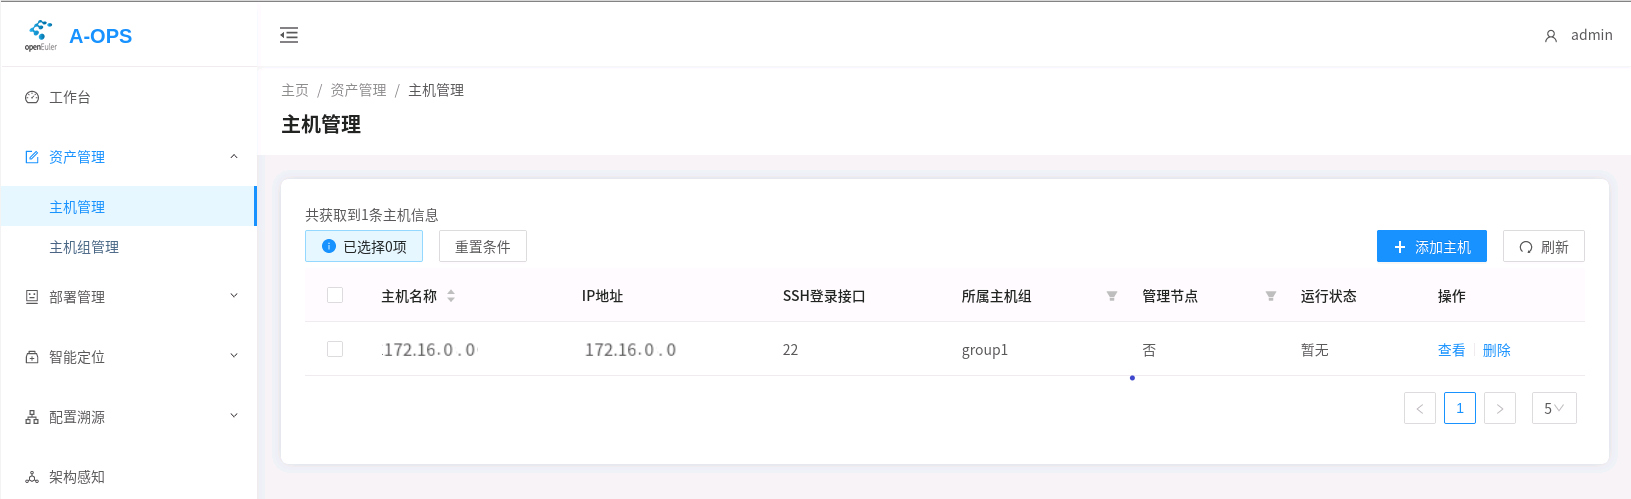 openEuler A-OPS
admin
工作台
资产管理
主机管理
主机组管理
部署管理
智能定位
配置溯源
架构感知
主页 / 资产管理 / 主机管理
主机管理
共获取到1条主机信息
已选择0项 重置条件 添加主机 刷新
主机名称 IP地址 SSH登录接口 所属主机组 管理节点 运行状态 操作
172.16.0.0 172.16.0.0 22 group1 否 暂无 查看 删除
< 1 > 5